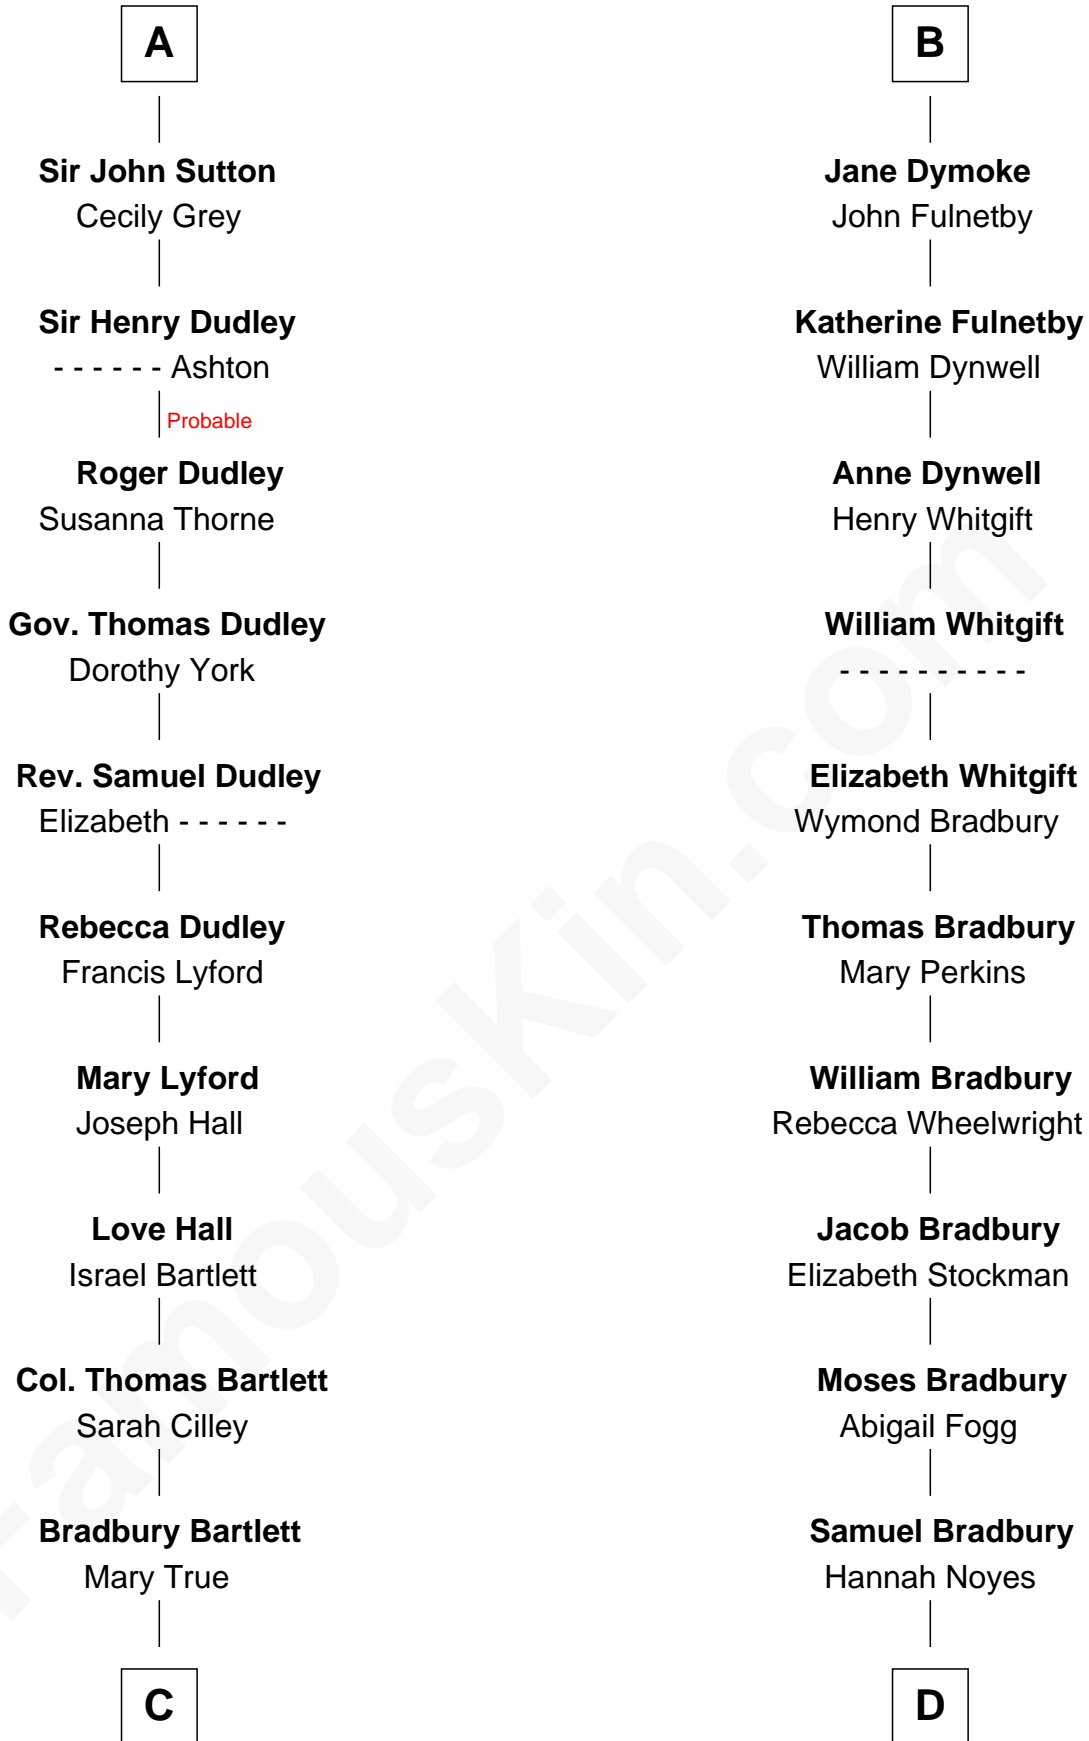 A
Sir John Sutton
Cecily Grey
Sir Henry Dudley
- - - - - - Ashton
Probable
Roger Dudley
Susanna Thorne
Gov. Thomas Dudley
Dorothy York
Rev. Samuel Dudley
Elizabeth - - - - - -
Rebecca Dudley
Francis Lyford
Mary Lyford
Joseph Hall
Love Hall
Israel Bartlett
Col. Thomas Bartlett
Sarah Cilley
Bradbury Bartlett
Mary True
C
B
Jane Dymoke
John Fulnetby
Katherine Fulnetby
William Dynwell
Anne Dynwell
Henry Whitgift
William Whitgift
- - - - - - - - - -
Elizabeth Whitgift
Wymond Bradbury
Thomas Bradbury
Mary Perkins
William Bradbury
Rebecca Wheelwright
Jacob Bradbury
Elizabeth Stockman
Moses Bradbury
Abigail Fogg
Samuel Bradbury
Hannah Noyes
D
FamousKin.com